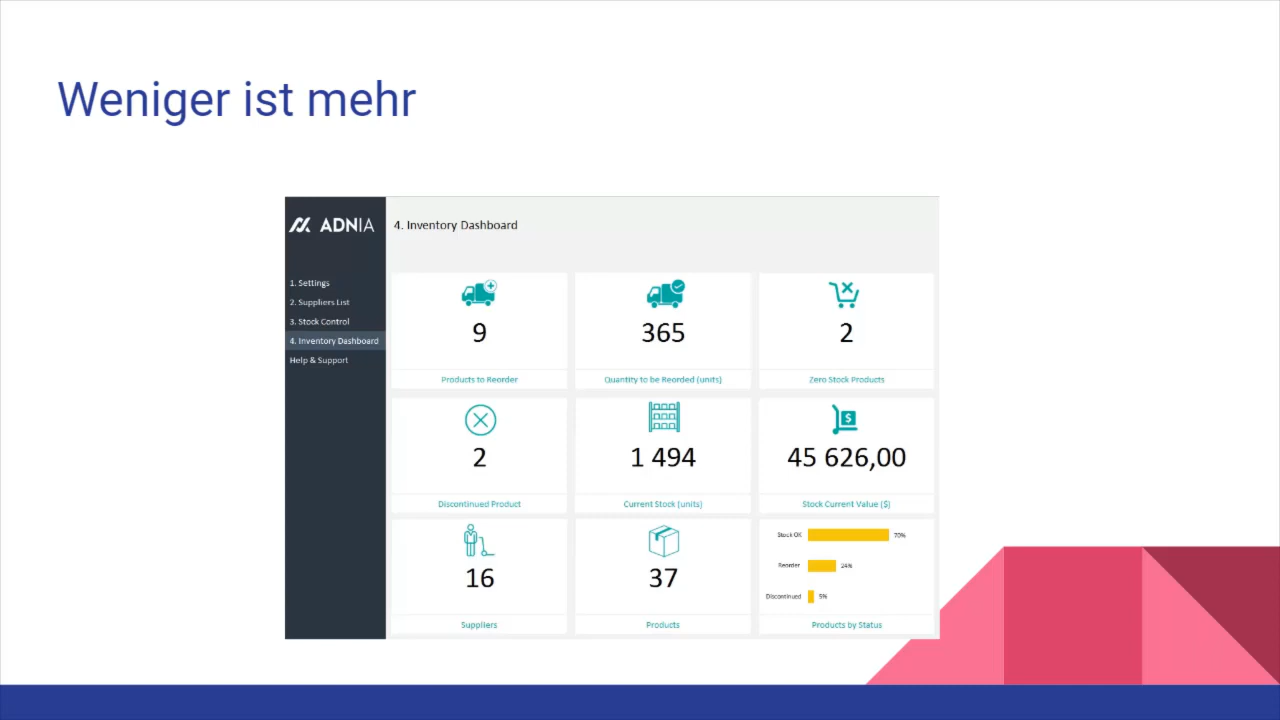 Weniger ist mehr
ADNIA
4. Inventory Dashboard
1. Settings
2. Suppliers List
3. Stock Control
4. Inventory Dashboard
Help & Support
9
Products to Reorder
365
Quantity to be Reorded (units)
2
Zero Stock Products
2
Discontinued Product
1 494
Current Stock (units)
$
45 626,00
Stock Current Value ($)
16
Suppliers
37
Products
Stock OK 70%
Reorder 24%
Discontinued 5%
Products by Status